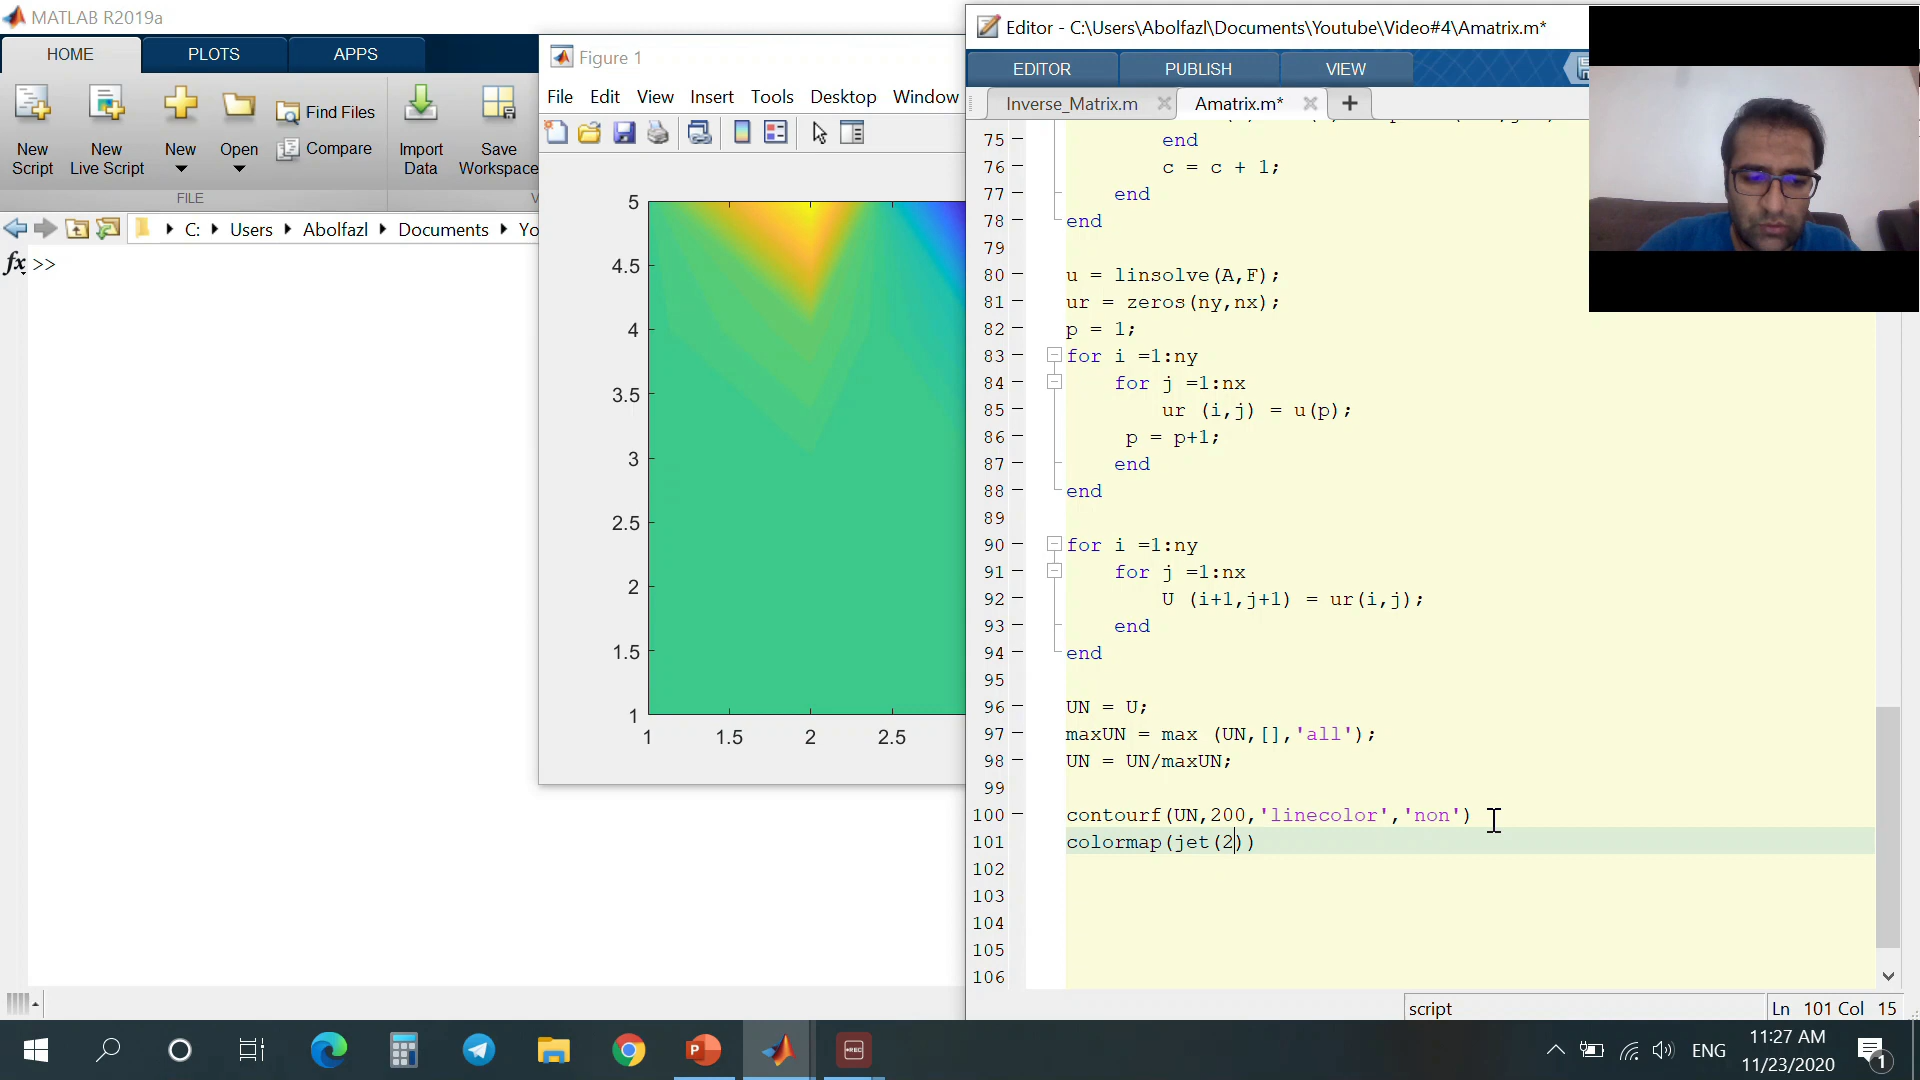 MATLAB R2019a
HOME
PLOTS
APPS
New
Script
New
Live Script
New
Open
Find Files
Compare
Import
Data
Save
Workspace
FILE
C:
Users
Abolfazl
Documents
Yo
fx >>
Figure 1
File
Edit
View
Insert
Tools
Desktop
Window
5
4.5
4
3.5
3
2.5
2
1.5
1
1
1.5
2
2.5
Editor - C:\Users\Abolfazl\Documents\Youtube\Video#4\Amatrix.m*
EDITOR
PUBLISH
VIEW
Inverse_Matrix.m
Amatrix.m*
75 end
76 c = c + 1;
77 end
78 end
79
80 u = linsolve(A,F);
81 ur = zeros(ny,nx);
82 p = 1;
83 for i =1:ny
84 for j =1:nx
85 ur (i,j) = u(p);
86 p = p+1;
87 end
88 end
89
90 for i =1:ny
91 for j =1:nx
92 U (i+1,j+1) = ur(i,j);
93 end
94 end
95
96 UN = U;
97 maxUN = max (UN,[],'all');
98 UN = UN/maxUN;
99
100 contourf(UN,200,'linecolor','non')
101 colormap(jet(2))
102
103
104
105
106
script
Ln 101 Col 15
REC
ENG
11:27 AM
11/23/2020
1